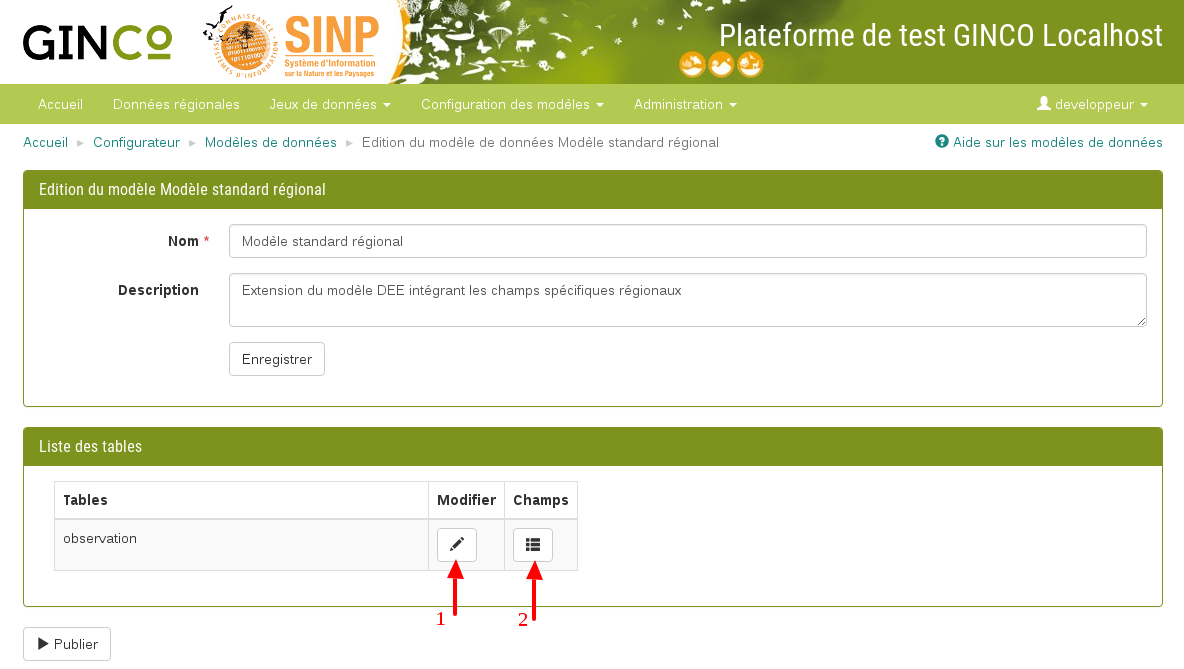 GINCO
CONNAISSANCE
SYSTÈMES D'INFORMATION
SINP
Système d'Information
sur la Nature et les Paysages
Plateforme de test GINCO Localhost
Accueil Données régionales Jeux de données Configuration des modèles Administration developpeur
Accueil ▸ Configurateur ▸ Modèles de données ▸ Edition du modèle de données Modèle standard régional
Aide sur les modèles de données
Edition du modèle Modèle standard régional
Nom * Modèle standard régional
Description Extension du modèle DEE intégrant les champs spécifiques régionaux
Enregistrer
Liste des tables
Tables Modifier Champs
observation
1 2
Publier